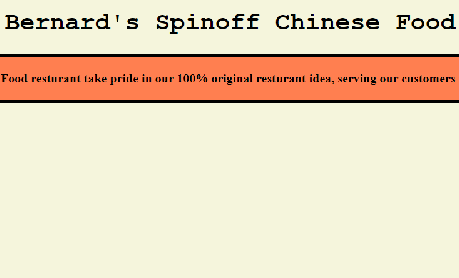 Bernard's Spinoff Chinese Food
Food resturant take pride in our 100% original resturant idea, serving our customers